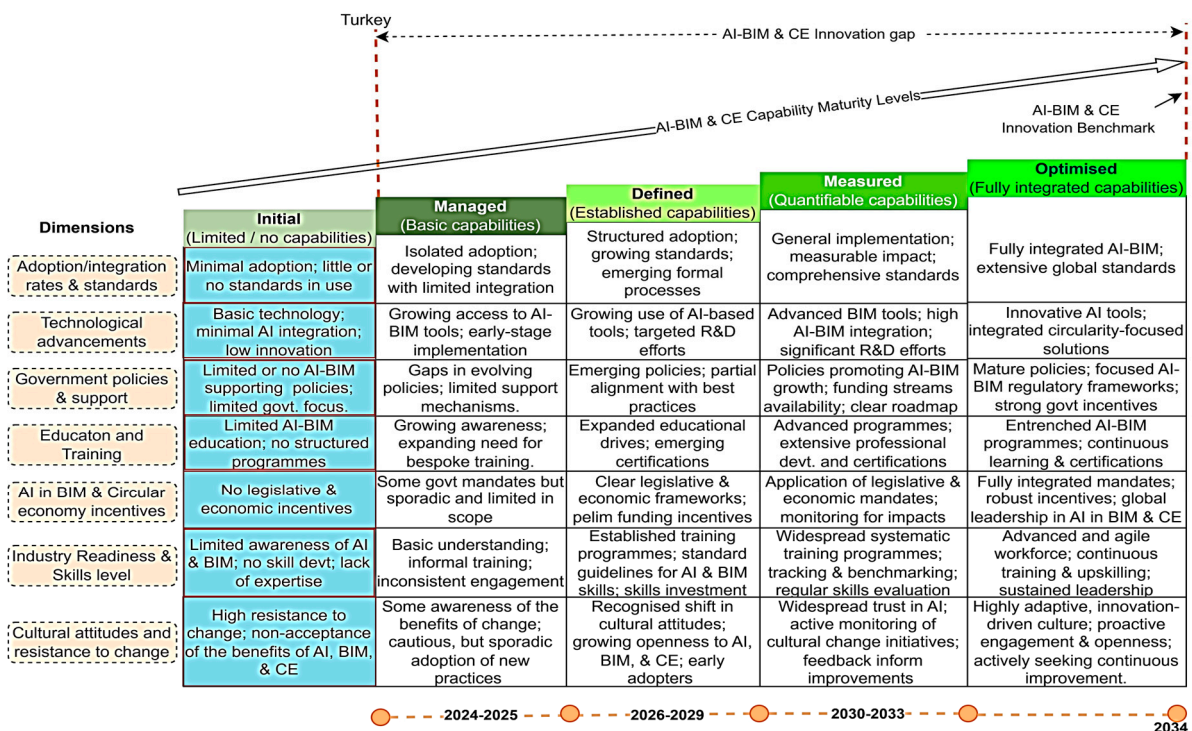 Turkey
AI-BIM & CE Innovation gap
AI-BIM & CE Capability Maturity Levels
AI-BIM & CE
Innovation Benchmark
Dimensions
Initial
(Limited / no capabilities)
Managed
(Basic capabilities)
Defined
(Established capabilities)
Measured
(Quantifiable capabilities)
Optimised
(Fully integrated capabilities)
Adoption/integration
rates & standards
Minimal adoption; little or
no standards in use
Isolated adoption;
developing standards
with limited integration
Structured adoption;
growing standards;
emerging formal
processes
General implementation;
measurable impact;
comprehensive standards
Fully integrated AI-BIM;
extensive global standards
Technological
advancements
Basic technology;
minimal AI integration;
low innovation
Growing access to AI-
BIM tools; early-stage
implementation
Growing use of AI-based
tools; targeted R&D
efforts
Advanced BIM tools; high
AI-BIM integration;
significant R&D efforts
Innovative AI tools;
integrated circularity-focused
solutions
Government policies
& support
Limited or no AI-BIM
supporting policies;
limited govt. focus.
Gaps in evolving
policies; limited support
mechanisms.
Emerging policies; partial
alignment with best
practices
Policies promoting AI-BIM
growth; funding streams
availability; clear roadmap
Mature policies; focused AI-
BIM regulatory frameworks;
strong govt incentives
Educaton and
Training
Limited AI-BIM
education; no structured
programmes
Growing awareness;
expanding need for
bespoke training.
Expanded educational
drives; emerging
certifications
Advanced programmes;
extensive professional
devt. and certifications
Entrenched AI-BIM
programmes; continuous
learning & certifications
AI in BIM & Circular
economy incentives
No legislative &
economic incentives
Some govt mandates but
sporadic and limited in
scope
Clear legislative &
economic frameworks;
pelim funding incentives
Application of legislative &
economic mandates;
monitoring for impacts
Fully integrated mandates;
robust incentives; global
leadership in AI in BIM & CE
Industry Readiness &
Skills level
Limited awareness of AI
& BIM; no skill devt; lack
of expertise
Basic understanding;
informal training;
inconsistent engagement
Established training
programmes; standard
guidelines for AI & BIM
skills; skills investment
Widespread systematic
training programmes;
tracking & benchmarking;
regular skills evaluation
Advanced and agile
workforce; continuous
training & upskilling;
sustained leadership
Cultural attitudes and
resistance to change
High resistance to
change; non-acceptance
of the benefits of AI, BIM,
& CE
Some awareness of the
benefits of change;
cautious, but sporadic
adoption of new
practices
Recognised shift in
cultural attitudes;
growing openness to AI,
BIM, & CE; early
adopters
Widespread trust in AI;
active monitoring of
cultural change initiatives;
feedback inform
improvements
Highly adaptive, innovation-
driven culture; proactive
engagement & openness;
actively seeking continuous
improvement.
2024-2025
2026-2029
2030-2033
2034